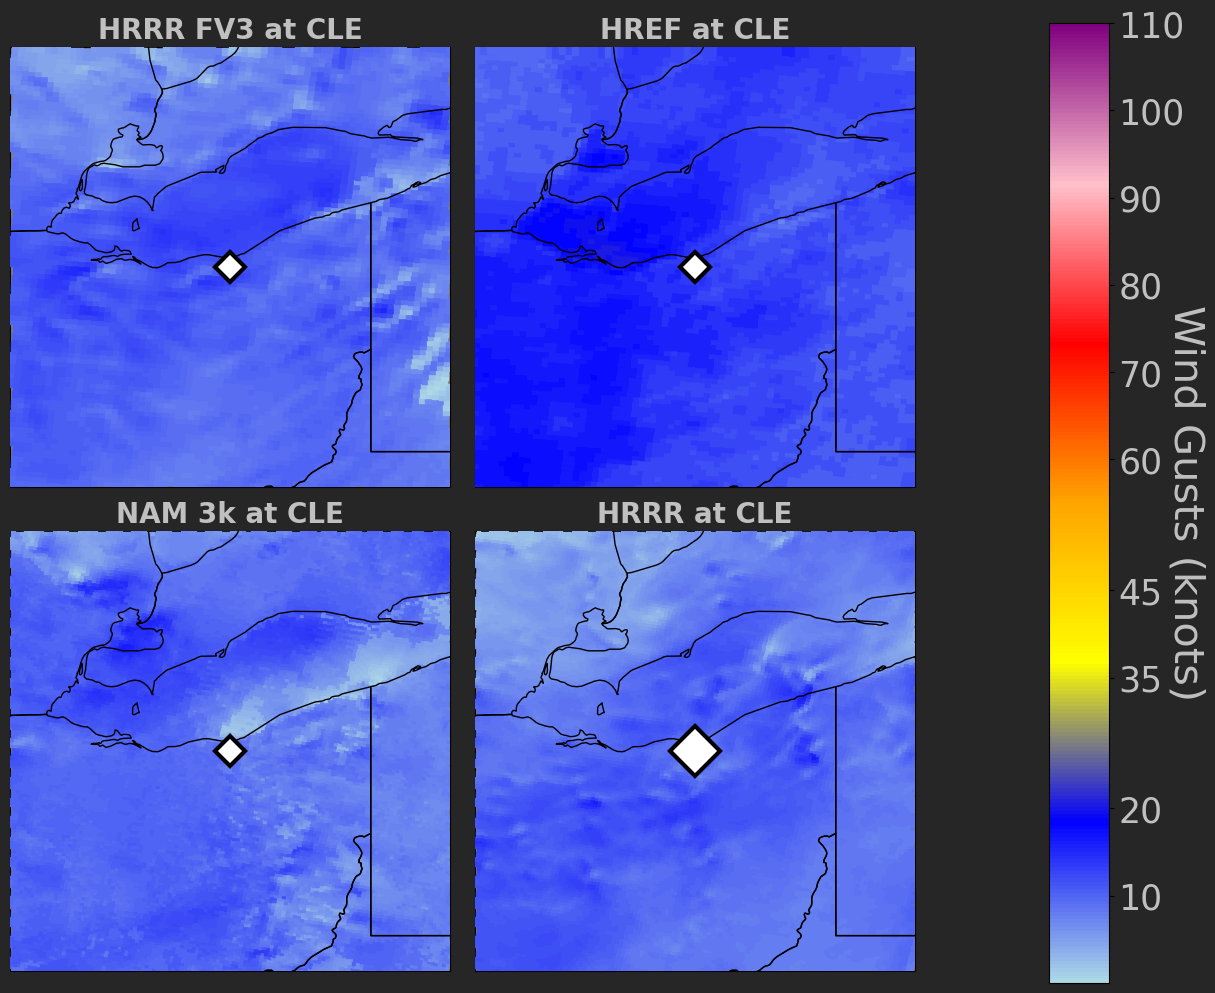 HRRR FV3 at CLE
HREF at CLE
NAM 3k at CLE
HRRR at CLE
110
100
90
80
70
60
45
35
20
10
Wind Gusts (knots)